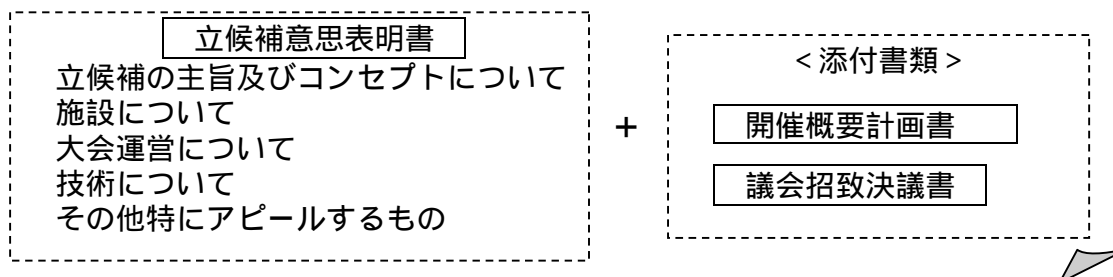 立候補意思表明書
立候補の主旨及びコンセプトについて
施設について
大会運営について
技術について
その他特にアピールするもの
+
<添付書類>
開催概要計画書
議会招致決議書